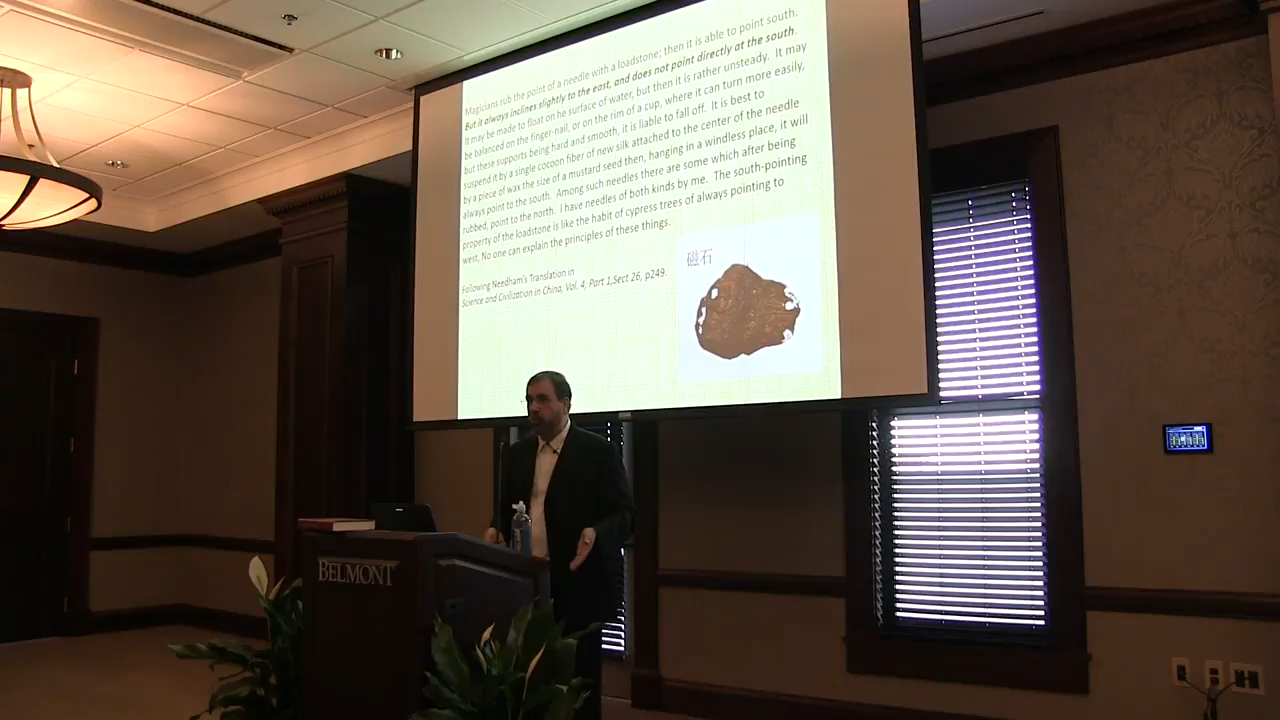 Magicians rub the point of a needle with a loadstone; then it is able to point south.
But it always inclines slightly to the east, and does not point directly at the south.
It may be made to float on he surface of water, but then it is rather unsteady. It may
be balanced on the finger-nail, or on the rim of a cup, where it can turn more easily,
but these supports being hard and smooth, it is liable to fall off. It is best to
suspend it by a single cocoon fiber of new silk attached to the center of the needle
by a piece of wax the size of a mustard seed then, hanging in a windless place, it will
always point to the south. Among such needles there are some which after being
rubbed, point to the north. I have needles of both kinds by me. The south-pointing
property of the loadstone is like the habit of cypress trees of always pointing to
west, No one can explain the principles of these things.
磁石
Following Needham's Translation in
Science and Civilization in China, Vol. 4, Part 1,Sect 26, p249.
BELMONT